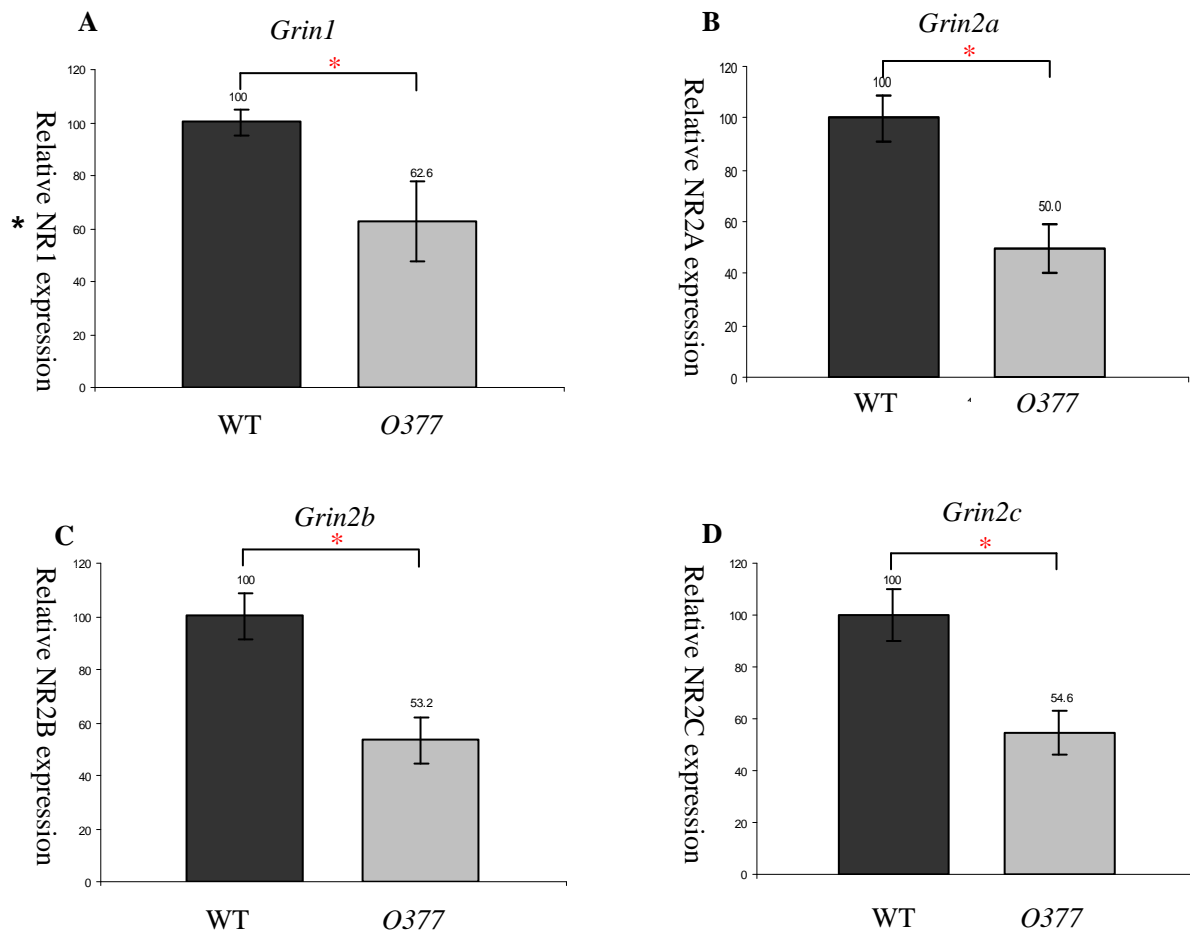 A
Grin1
*
120
100
80
60
40
20
0
100
62.6
Relative NR1 expression
*
WT
O377
B
Grin2a
*
120
100
80
60
40
20
0
100
50.0
Relative NR2A expression
WT
O377
C
Grin2b
*
120
100
80
60
40
20
0
100
53.2
Relative NR2B expression
WT
O377
D
Grin2c
*
120
100
80
60
40
20
0
100
54.6
Relative NR2C expression
WT
O377